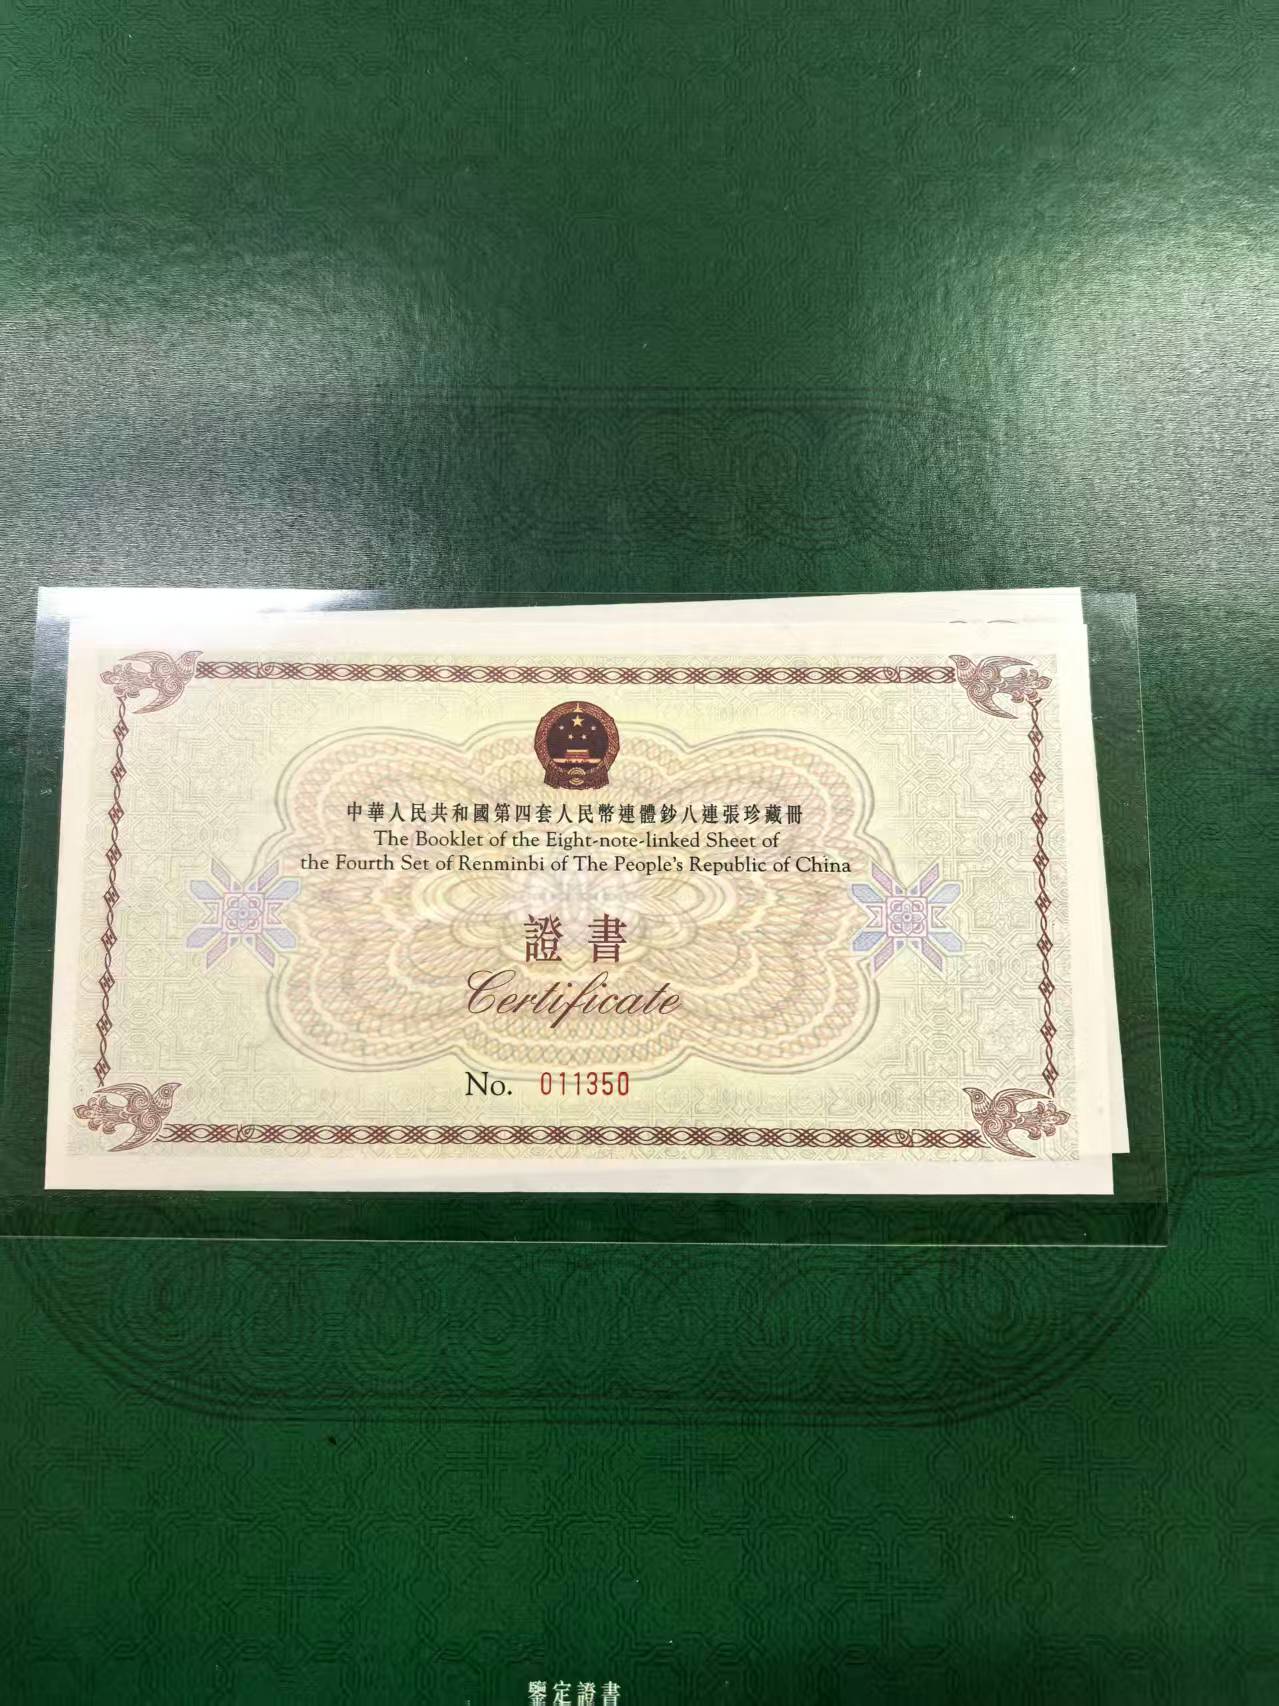 中華人民共和國第四套人民幣連體鈔八連張珍藏冊
The Booklet of the Eight-note-linked Sheet of
the Fourth Set of Renminbi of The People's Republic of China
證書
Certificate
No. 011350
鑒定證書